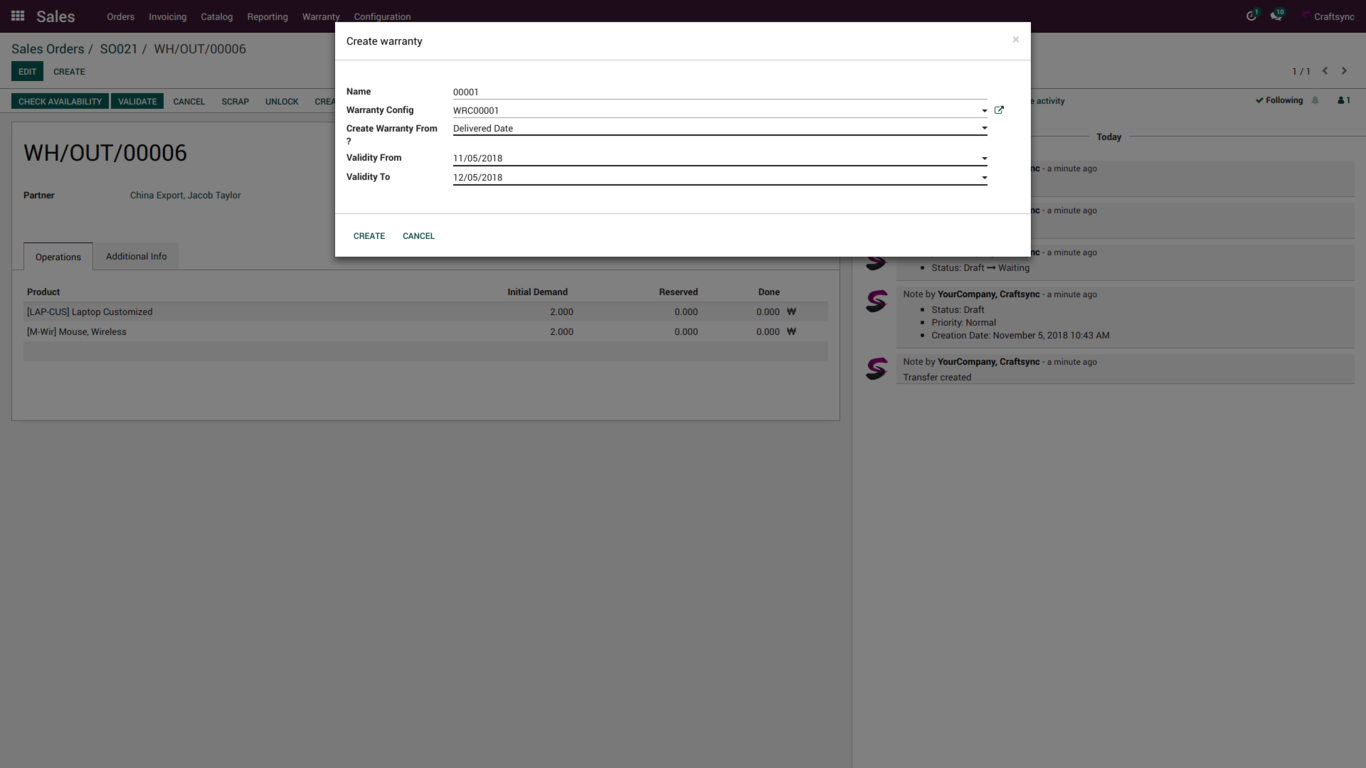 Sales Orders Invoicing Catalog Reporting Warranty Configuration 1 10 Craftsync
Sales Orders / SO021 / WH/OUT/00006
EDIT CREATE 1 / 1
CHECK AVAILABILITY VALIDATE CANCEL SCRAP UNLOCK activity Following 1
Create warranty ×
Name 00001
Warranty Config WRC00001
Create Warranty From ? Delivered Date
Validity From 11/05/2018
Validity To 12/05/2018
CREATE CANCEL
WH/OUT/00006
Partner China Export, Jacob Taylor
Operations Additional Info
Product Initial Demand Reserved Done
[LAP-CUS] Laptop Customized 2.000 0.000 0.000 ₩
[M-Wir] Mouse, Wireless 2.000 0.000 0.000 ₩
Today
- a minute ago
- a minute ago
- a minute ago
Status: Draft → Waiting
Note by YourCompany, Craftsync - a minute ago
Status: Draft
Priority: Normal
Creation Date: November 5, 2018 10:43 AM
Note by YourCompany, Craftsync - a minute ago
Transfer created